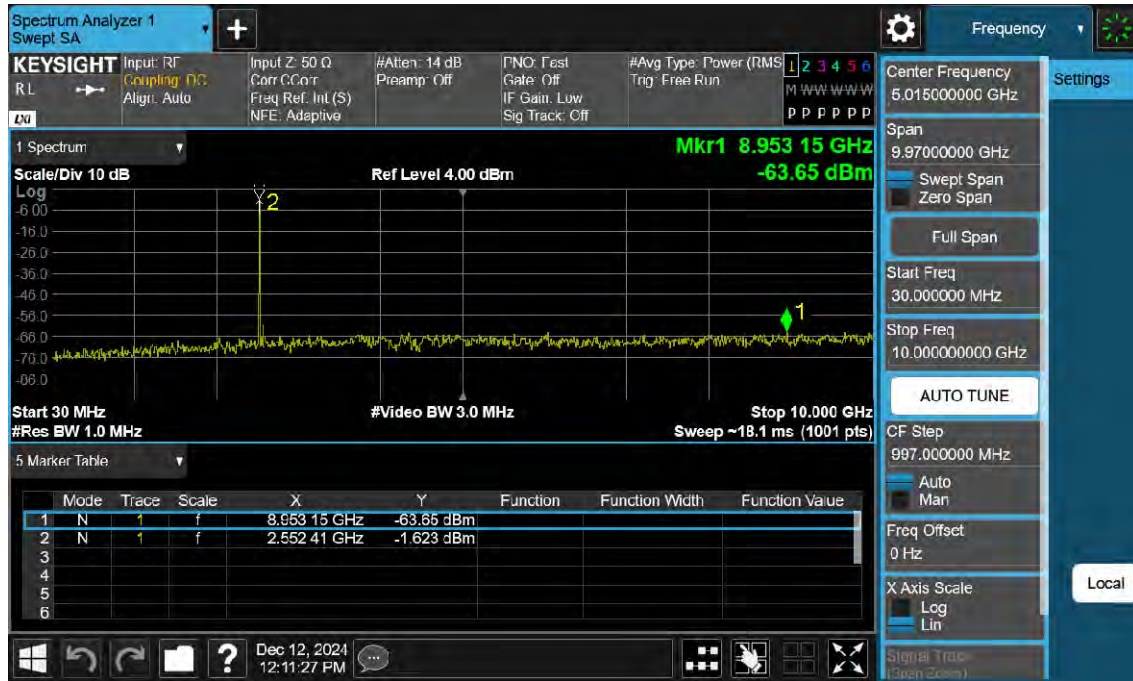 Spectrum Analyzer 1
Swept SA
Frequency
KEYSIGHT
RL
LXI
Input: RF
Coupling: DC
Align: Auto
Input Z: 50 Ω
Corr CCorr
Freq Ref: Int (S)
NFE: Adaptive
#Atten: 14 dB
Preamp: Off
PNO: Fast
Gate: Off
IF Gain: Low
Sig Track: Off
#Avg Type: Power (RMS
Trig: Free Run
1 2 3 4 5 6
M W W W W W
P P P P P P
Settings
Center Frequency
5.015000000 GHz
Span
9.97000000 GHz
Swept Span
Zero Span
Full Span
Start Freq
30.000000 MHz
Stop Freq
10.000000000 GHz
AUTO TUNE
CF Step
997.000000 MHz
Auto
Man
Freq Offset
0 Hz
X Axis Scale
Log
Lin
Signal Track
(Span Zoom)
Local
1 Spectrum
Mkr1 8.953 15 GHz
-63.65 dBm
Scale/Div 10 dB
Ref Level 4.00 dBm
Log
-6.00
-16.0
-26.0
-36.0
-46.0
-56.0
-66.0
-76.0
-86.0
2
1
Start 30 MHz
#Video BW 3.0 MHz
Stop 10.000 GHz
#Res BW 1.0 MHz
Sweep ~18.1 ms (1001 pts)
5 Marker Table
Mode Trace Scale X Y Function Function Width Function Value
1 N 1 f 8.953 15 GHz -63.65 dBm
2 N 1 f 2.552 41 GHz -1.623 dBm
3
4
5
6
?
Dec 12, 2024
12:11:27 PM